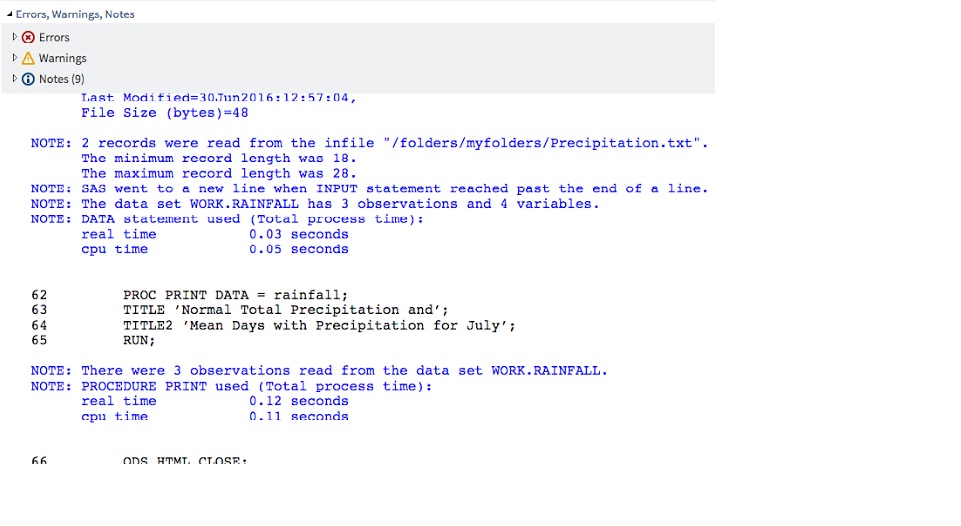 Errors, Warnings, Notes
Errors
Warnings
Notes (9)
Last Modified=30Jun2016:12:57:04,
File Size (bytes)=48
NOTE: 2 records were read from the infile "/folders/myfolders/Precipitation.txt".
The minimum record length was 18.
The maximum record length was 28.
NOTE: SAS went to a new line when INPUT statement reached past the end of a line.
NOTE: The data set WORK.RAINFALL has 3 observations and 4 variables.
NOTE: DATA statement used (Total process time):
real time 0.03 seconds
cpu time 0.05 seconds
62 PROC PRINT DATA = rainfall;
63 TITLE 'Normal Total Precipitation and';
64 TITLE2 'Mean Days with Precipitation for July';
65 RUN;
NOTE: There were 3 observations read from the data set WORK.RAINFALL.
NOTE: PROCEDURE PRINT used (Total process time):
real time 0.12 seconds
cpu time 0.11 seconds
66 ODS HTML CLOSE;